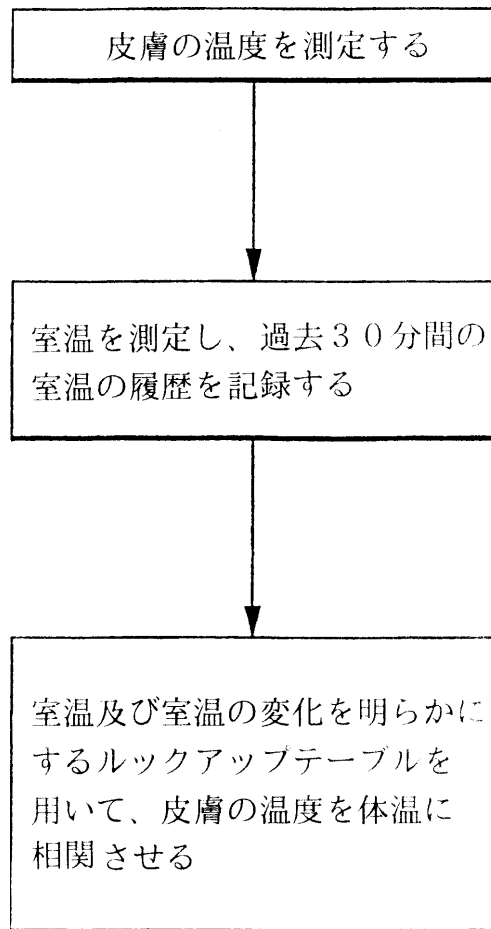 皮膚の温度を測定する
室温を測定し、過去３０分間の
室温の履歴を記録する
室温及び室温の変化を明らかに
するルックアップテーブルを
用いて、皮膚の温度を体温に
相関させる